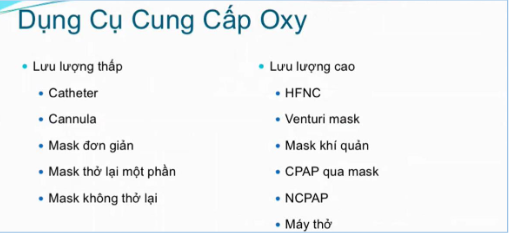 Dụng Cụ Cung Cấp Oxy
Lưu lượng thấp
Catheter
Cannula
Mask đơn giản
Mask thở lại một phần
Mask không thở lại
Lưu lượng cao
HFNC
Venturi mask
Mask khí quản
CPAP qua mask
NCPAP
Máy thở